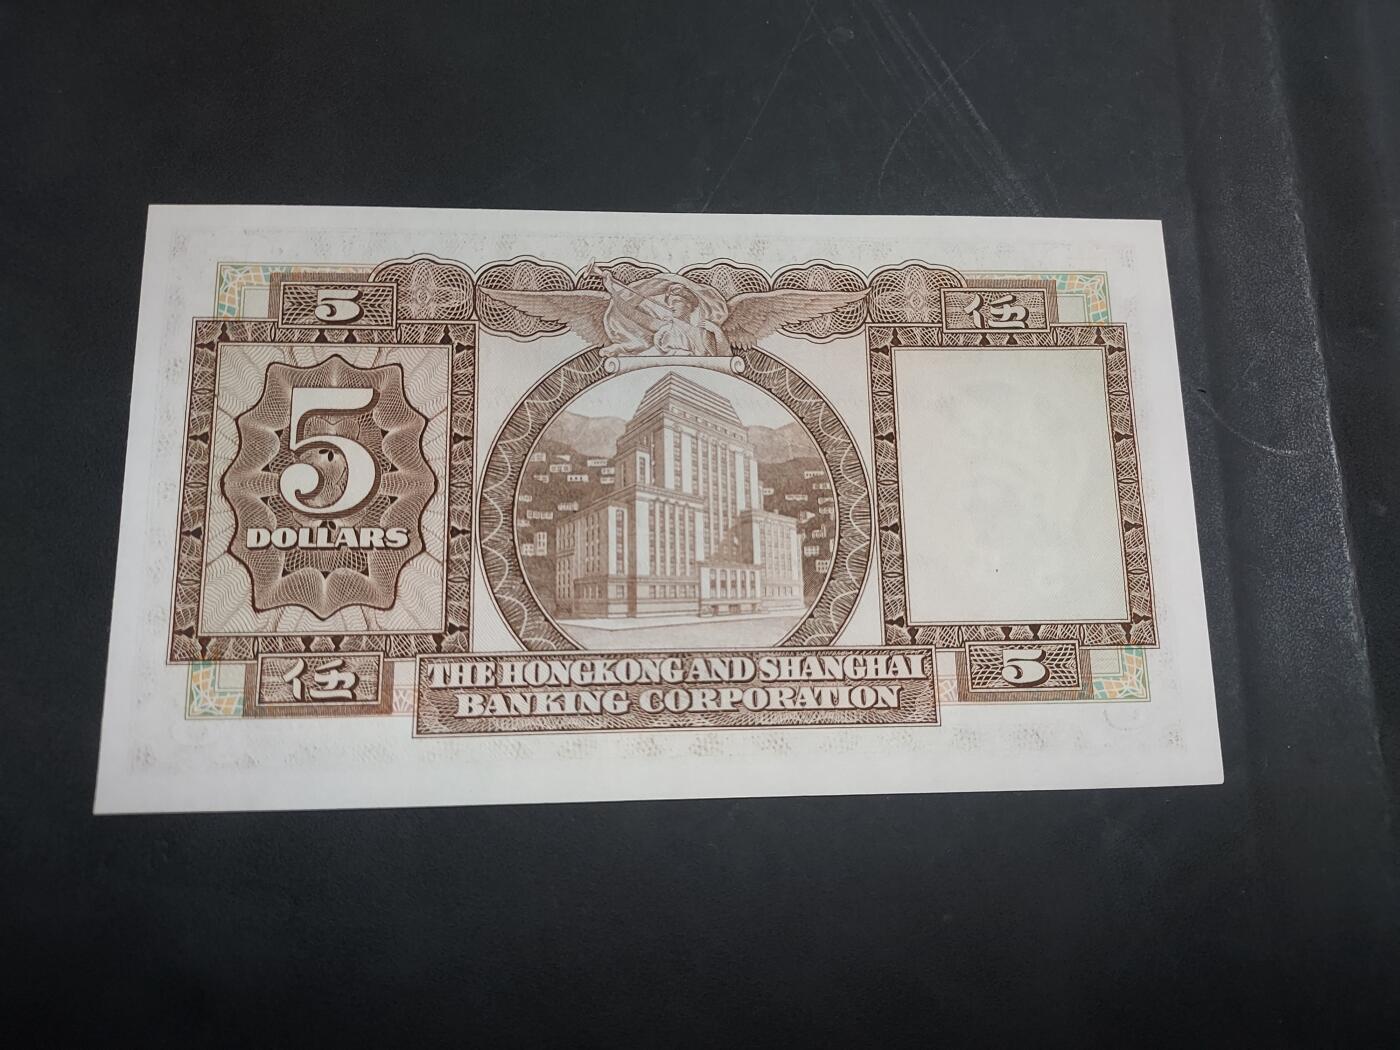 5
伍
5
DOLLARS
伍
THE HONGKONG AND SHANGHAI
BANKING CORPORATION
5